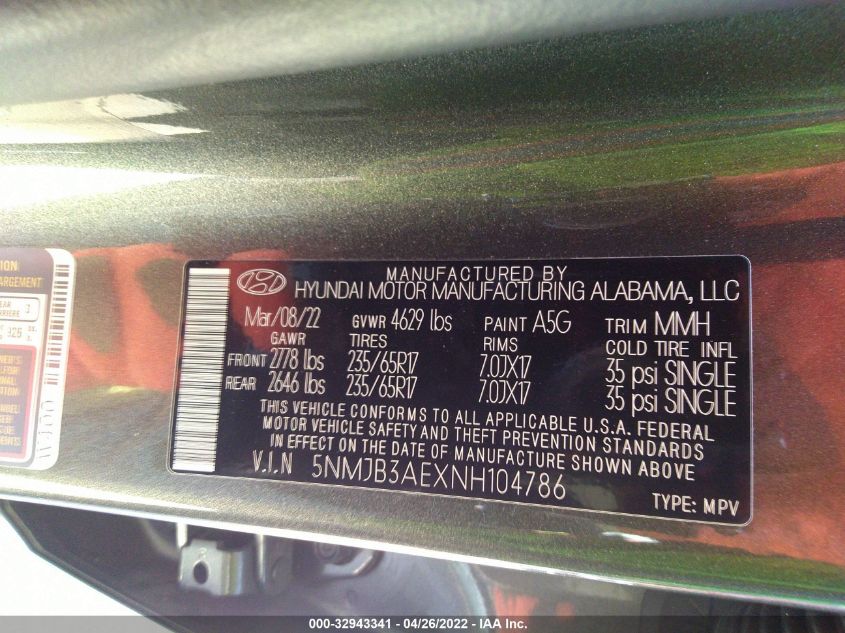 ION
ARGEMENT
MANUFACTURED BY
HYUNDAI MOTOR MANUFACTURING ALABAMA, LLC
Mar/08/22 GVWR 4629 lbs PAINT A5G TRIM MMH
GAWR TIRES RIMS COLD TIRE INFL
FRONT 2778 lbs 235/65R17 7.0JX17 35 psi SINGLE
REAR 2646 lbs 235/65R17 7.0JX17 35 psi SINGLE
THIS VEHICLE CONFORMS TO ALL APPLICABLE U.S.A. FEDERAL
MOTOR VEHICLE SAFETY AND THEFT PREVENTION STANDARDS
IN EFFECT ON THE DATE OF MANUFACTURE SHOWN ABOVE.
V.I.N 5NMJB3AEXNH104786
TYPE: MPV
000-32943341 / 04/26/2022 - IAA Inc.